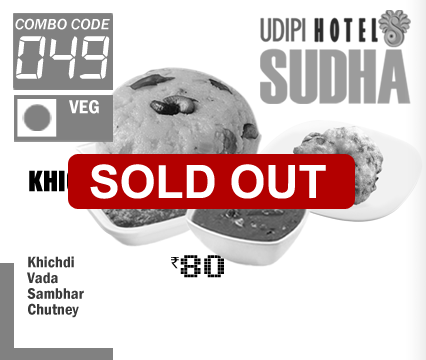 COMBO CODE
049
VEG
UDIPI HOTEL
SUDHA
SOLD OUT
₹80
Khichdi
Vada
Sambhar
Chutney